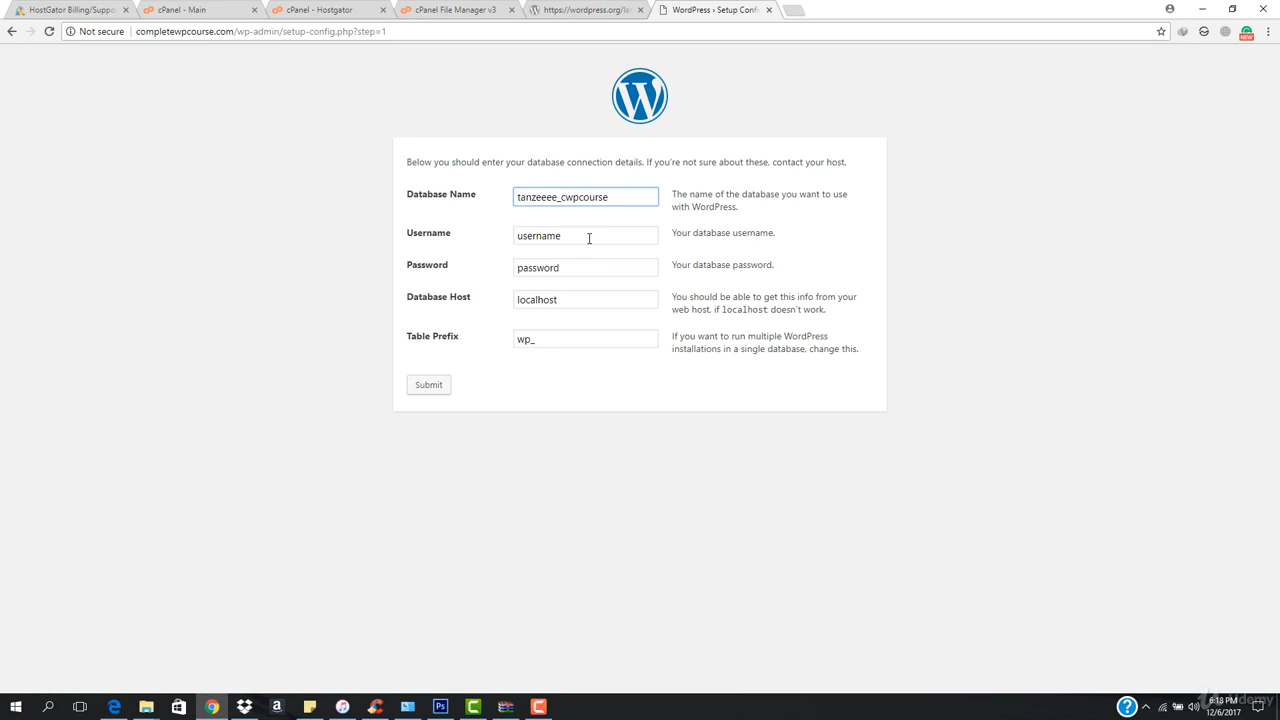 HostGator Billing/Suppo
cPanel - Main
cPanel - Hostgator
cPanel File Manager v3
https://wordpress.org/la
WordPress › Setup Confi
Not secure
completewpcourse.com/wp-admin/setup-config.php?step=1
NEW
Below you should enter your database connection details. If you're not sure about these, contact your host.
Database Name
tanzeeee_cwpcourse
The name of the database you want to use
with WordPress.
Username
username
Your database username.
Password
password
Your database password.
Database Host
localhost
You should be able to get this info from your
web host, if localhost doesn't work.
Table Prefix
wp_
If you want to run multiple WordPress
installations in a single database, change this.
Submit
6:18 PM
12/6/2017